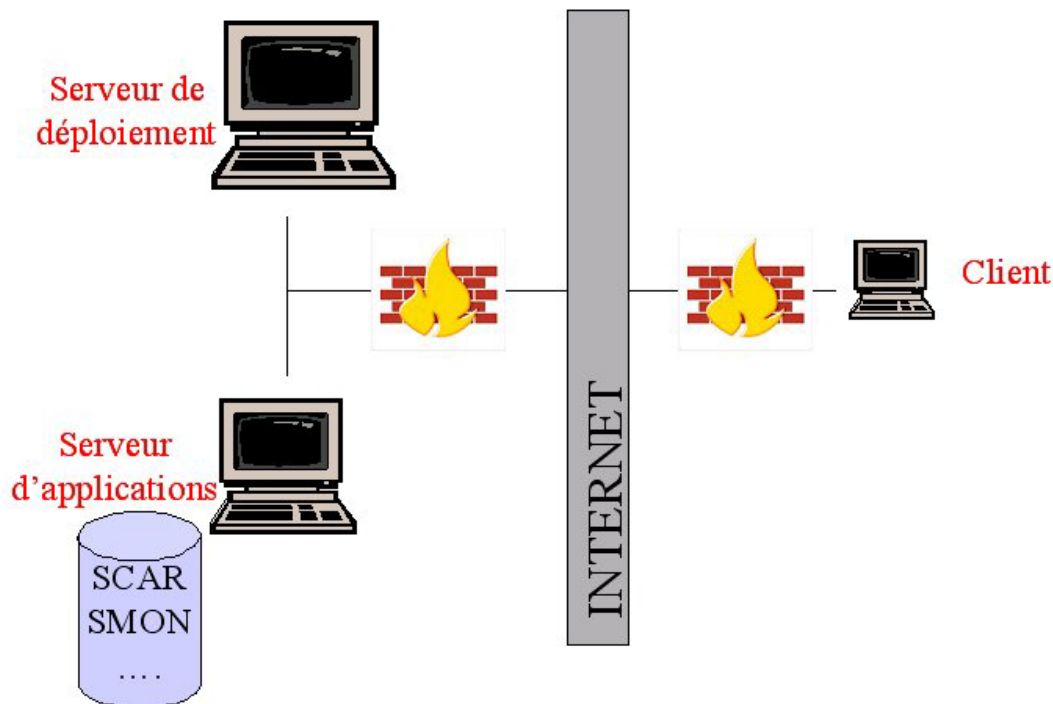 Serveur de
déploiement
Client
INTERNET
Serveur
d’applications
SCAR
SMON
....